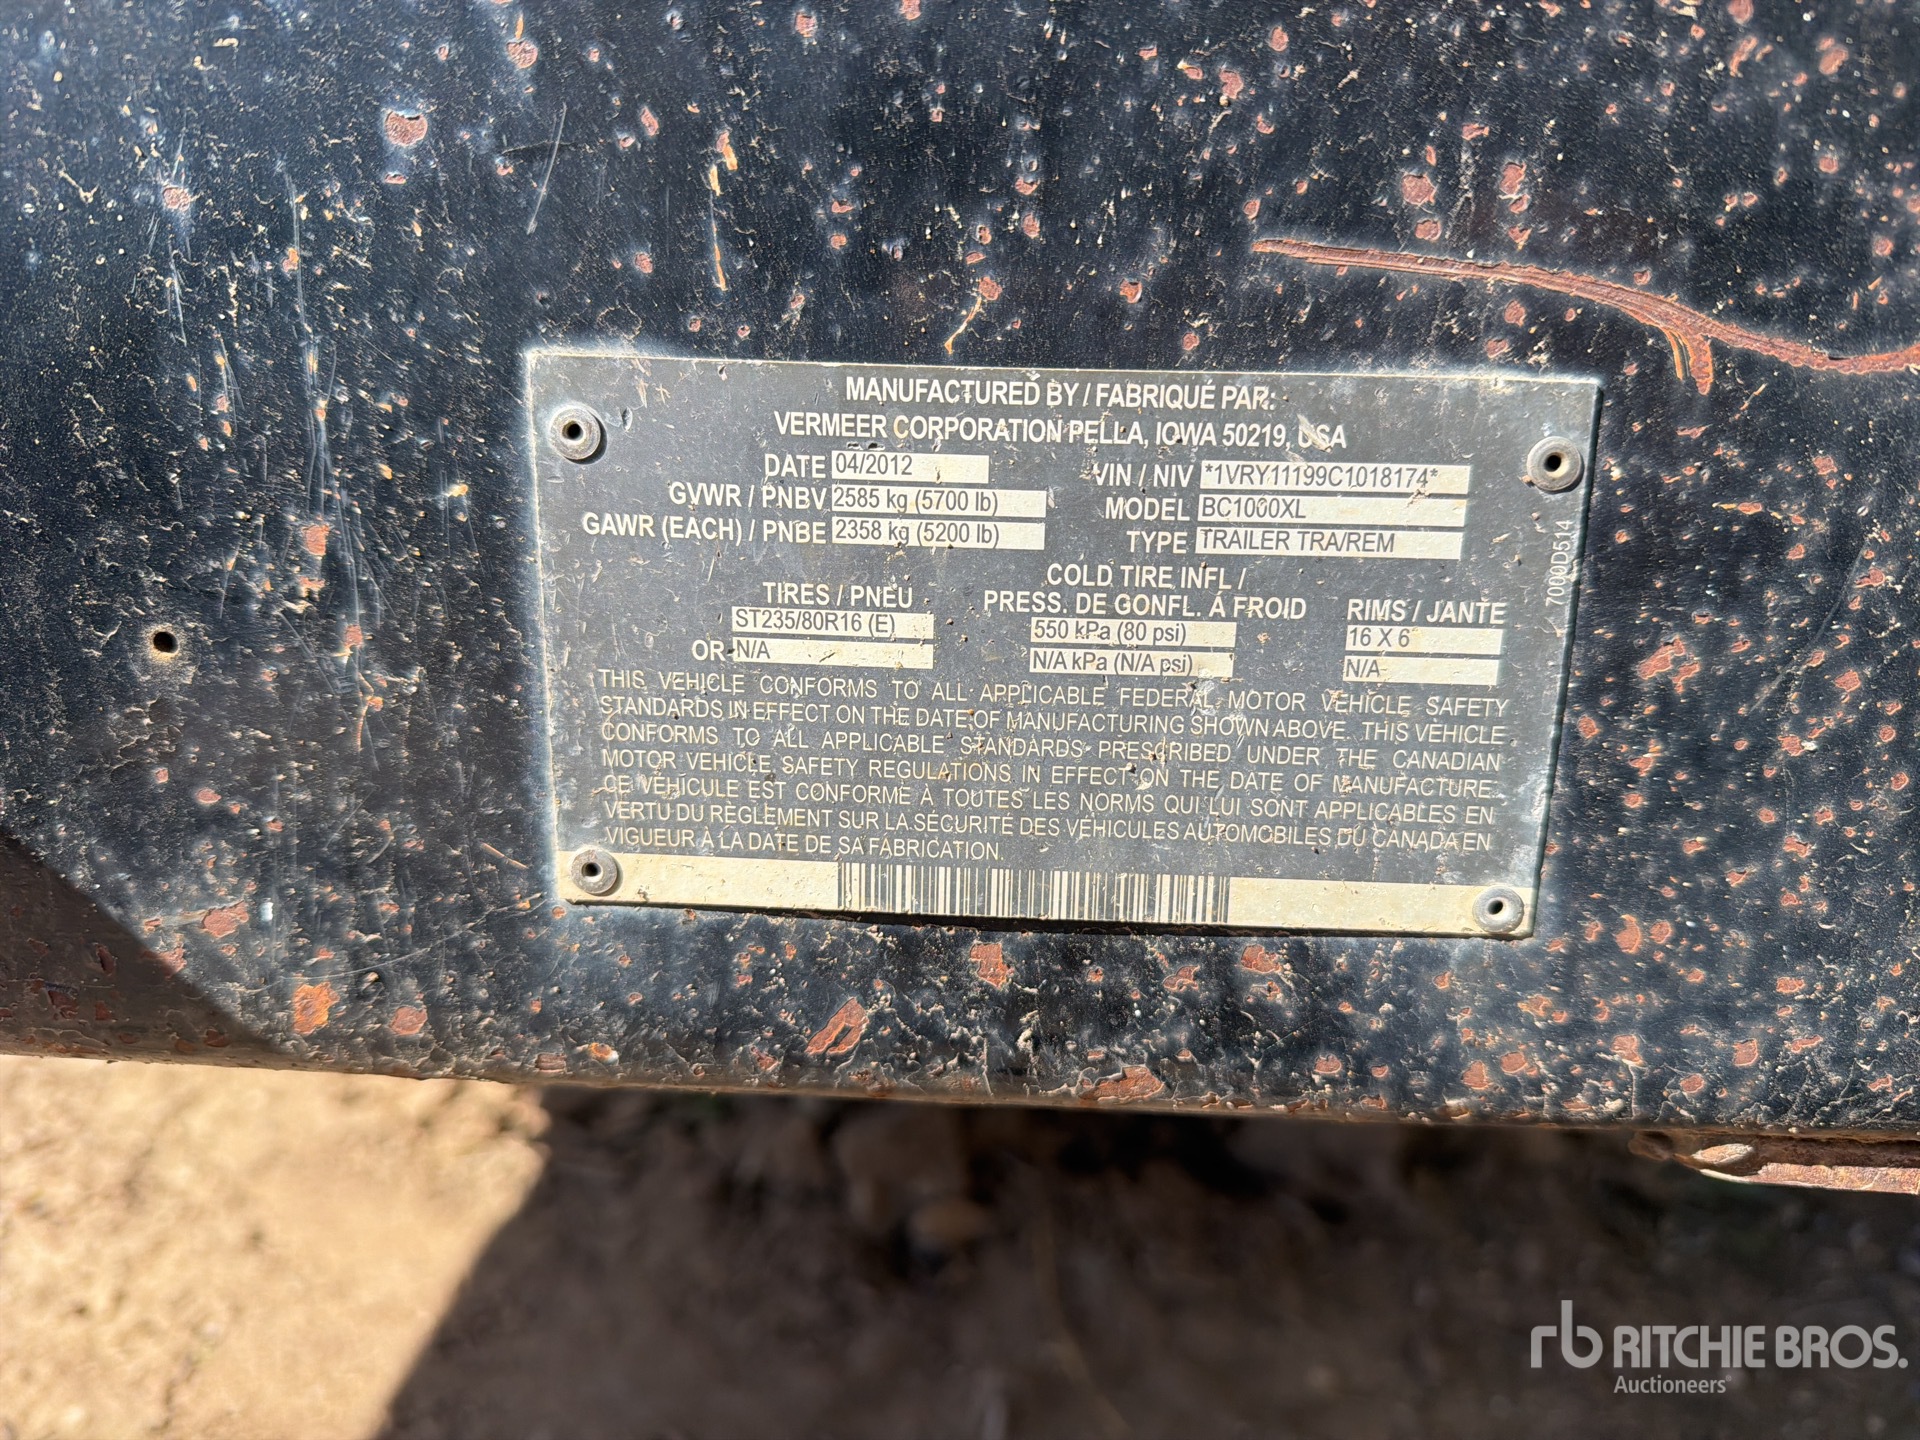 MANUFACTURED BY / FABRIQUÉ PAR:
VERMEER CORPORATION PELLA, IOWA 50219, USA
DATE 04/2012 VIN / NIV *1VRY11199C1018174*
GVWR / PNBV 2585 kg (5700 lb) MODEL BC1000XL
GAWR (EACH) / PNBE 2358 kg (5200 lb) TYPE TRAILER TRA/REM
COLD TIRE INFL /
TIRES / PNEU PRESS. DE GONFL. À FROID RIMS / JANTE
ST235/80R16 (E) 550 kPa (80 psi) 16 X 6
OR N/A N/A kPa (N/A psi) N/A
THIS VEHICLE CONFORMS TO ALL APPLICABLE FEDERAL MOTOR VEHICLE SAFETY
STANDARDS IN EFFECT ON THE DATE OF MANUFACTURING SHOWN ABOVE. THIS VEHICLE
CONFORMS TO ALL APPLICABLE STANDARDS PRESCRIBED UNDER THE CANADIAN
MOTOR VEHICLE SAFETY REGULATIONS IN EFFECT ON THE DATE OF MANUFACTURE.
CE VÉHICULE EST CONFORME À TOUTES LES NORMS QUI LUI SONT APPLICABLES EN
VERTU DU RÈGLEMENT SUR LA SÉCURITÉ DES VÉHICULES AUTOMOBILES DU CANADA EN
VIGUEUR À LA DATE DE SA FABRICATION.
7000D514
rb RITCHIE BROS.
Auctioneers